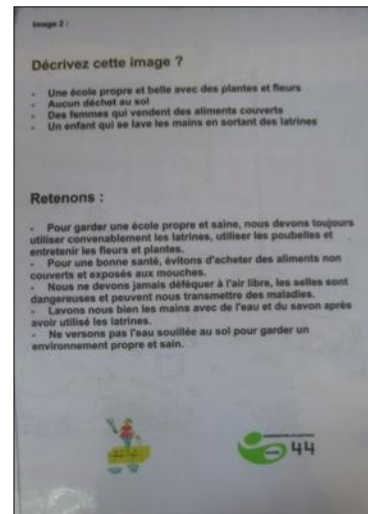 Image 2 :
Décrivez cette image ?
- Une école propre et belle avec des plantes et fleurs
- Aucun déchet au sol
- Des femmes qui vendent des aliments couverts
- Un enfant qui se lave les mains en sortant des latrines
Retenons :
- Pour garder une école propre et saine, nous devons toujours
utiliser convenablement les latrines, utiliser les poubelles et
entretenir les fleurs et plantes.
- Pour une bonne santé, évitons d'acheter des aliments non
couverts et exposés aux mouches.
- Nous ne devons jamais déféquer à l'air libre, les selles sont
dangereuses et peuvent nous transmettre des maladies.
- Lavons nous bien les mains avec de l'eau et du savon après
avoir utilisé les latrines.
- Ne versons pas l'eau souillée au sol pour garder un
environnement propre et sain.
44